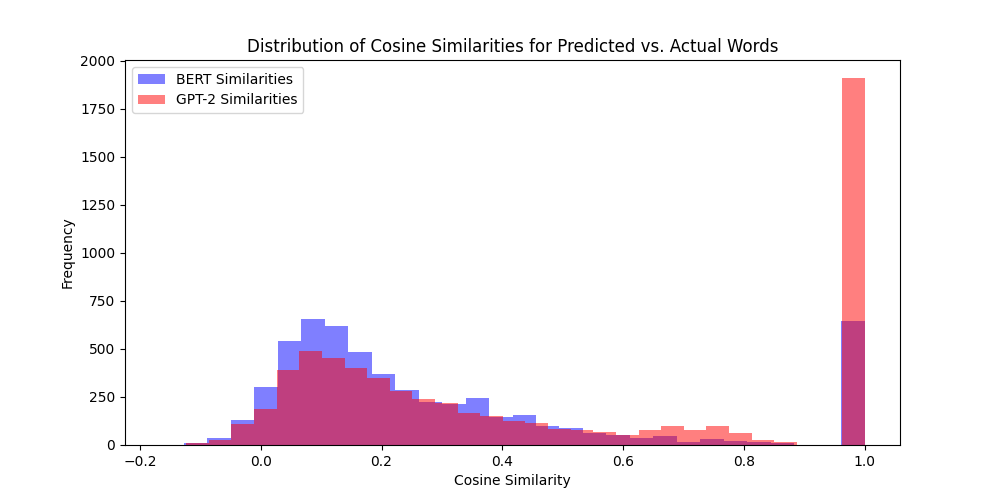 Distribution of Cosine Similarities for Predicted vs. Actual Words
BERT Similarities
GPT-2 Similarities
2000
1750
1500
1250
1000
750
500
250
0
Frequency
−0.2 0.0 0.2 0.4 0.6 0.8 1.0
Cosine Similarity